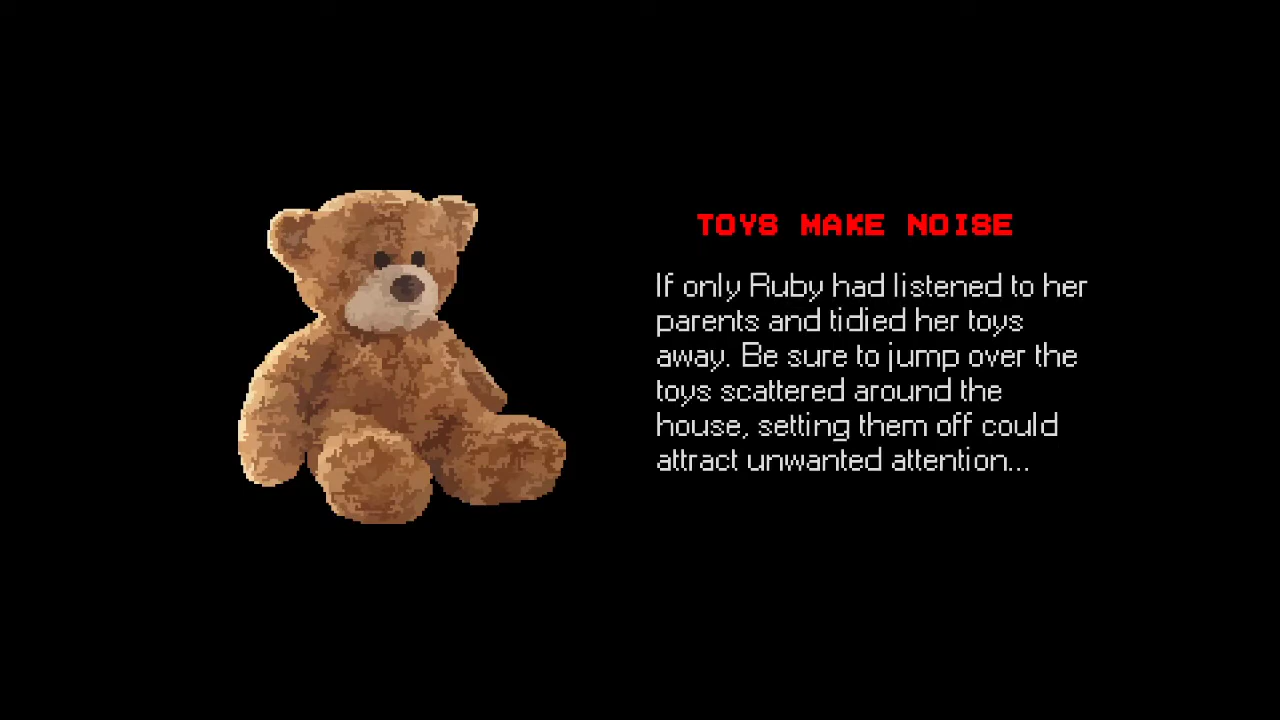 TOYS MAKE NOISE
If only Ruby had listened to her
parents and tidied her toys
away. Be sure to jump over the
toys scattered around the
house, setting them off could
attract unwanted attention...